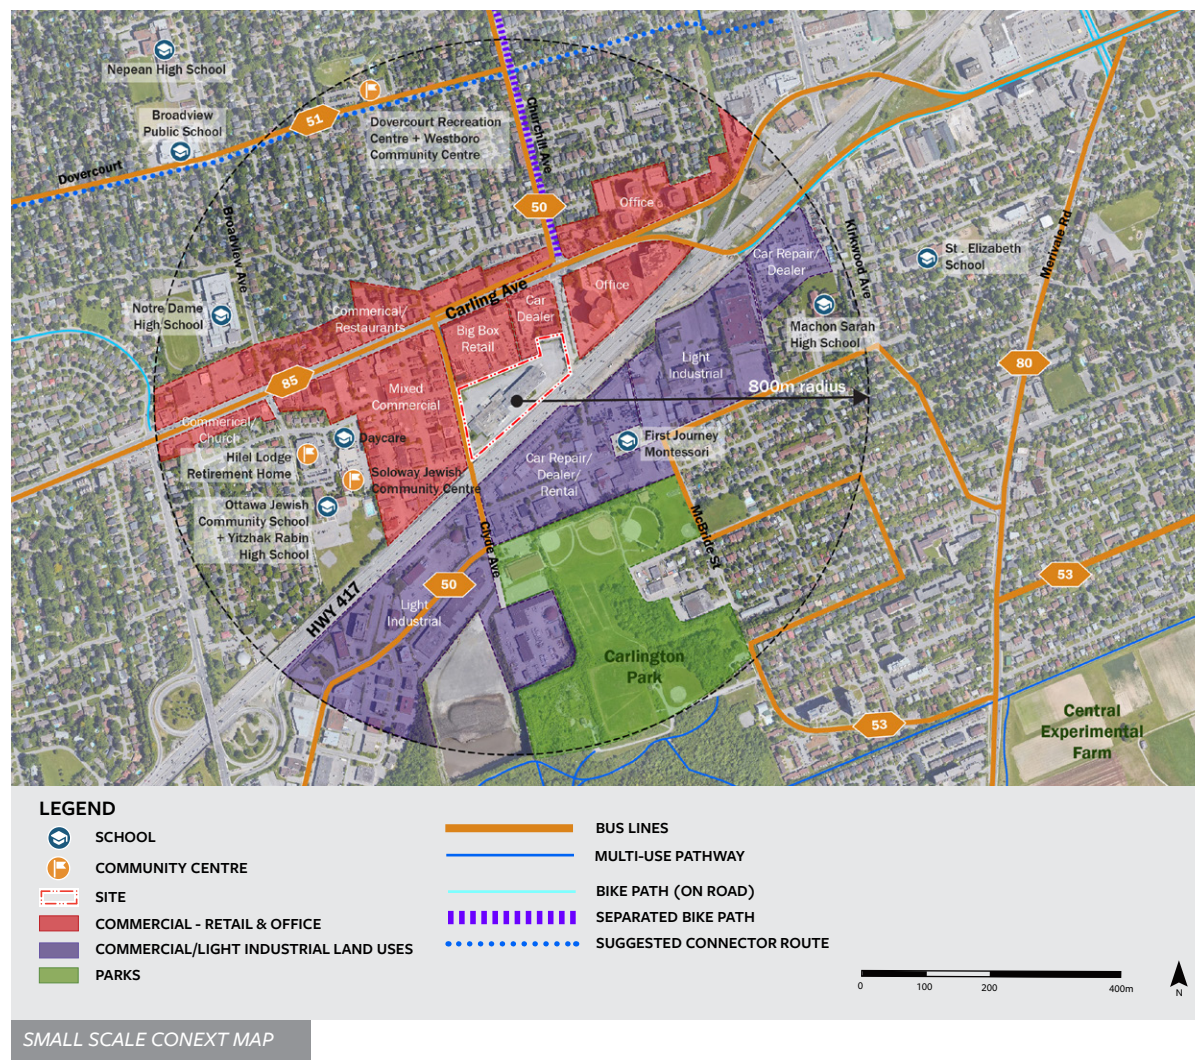 Nepean High School
Broadview
Public School
51
Dovercourt Recreation
Centre + Westboro
Community Centre
Churchill Ave
Dovercourt
50
Office
Broadview Ave
Kirkwood Ave
Merivale Rd
St . Elizabeth
School
Car Repair/
Dealer
Carling Ave
Office
Car
Dealer
Notre Dame
High School
Commerical/
Restaurants
Big Box
Retail
Machon Sarah
High School
Light
Industrial
80
85
Mixed
Commercial
800m radius
Commerical/
Church
Daycare
First Journey
Montessori
Hilel Lodge
Retirement Home
Soloway Jewish
Community Centre
Car Repair/
Dealer/
Rental
Ottawa Jewish
Community School
+ Yitzhak Rabin
High School
McBride St
Clyde Ave
53
50
HWY 417
Light
Industrial
Carlington
Park
53
Central
Experimental
Farm
LEGEND
SCHOOL
COMMUNITY CENTRE
SITE
COMMERCIAL - RETAIL & OFFICE
COMMERCIAL/LIGHT INDUSTRIAL LAND USES
PARKS
BUS LINES
MULTI-USE PATHWAY
BIKE PATH (ON ROAD)
SEPARATED BIKE PATH
SUGGESTED CONNECTOR ROUTE
0 100 200 400m
N
SMALL SCALE CONEXT MAP